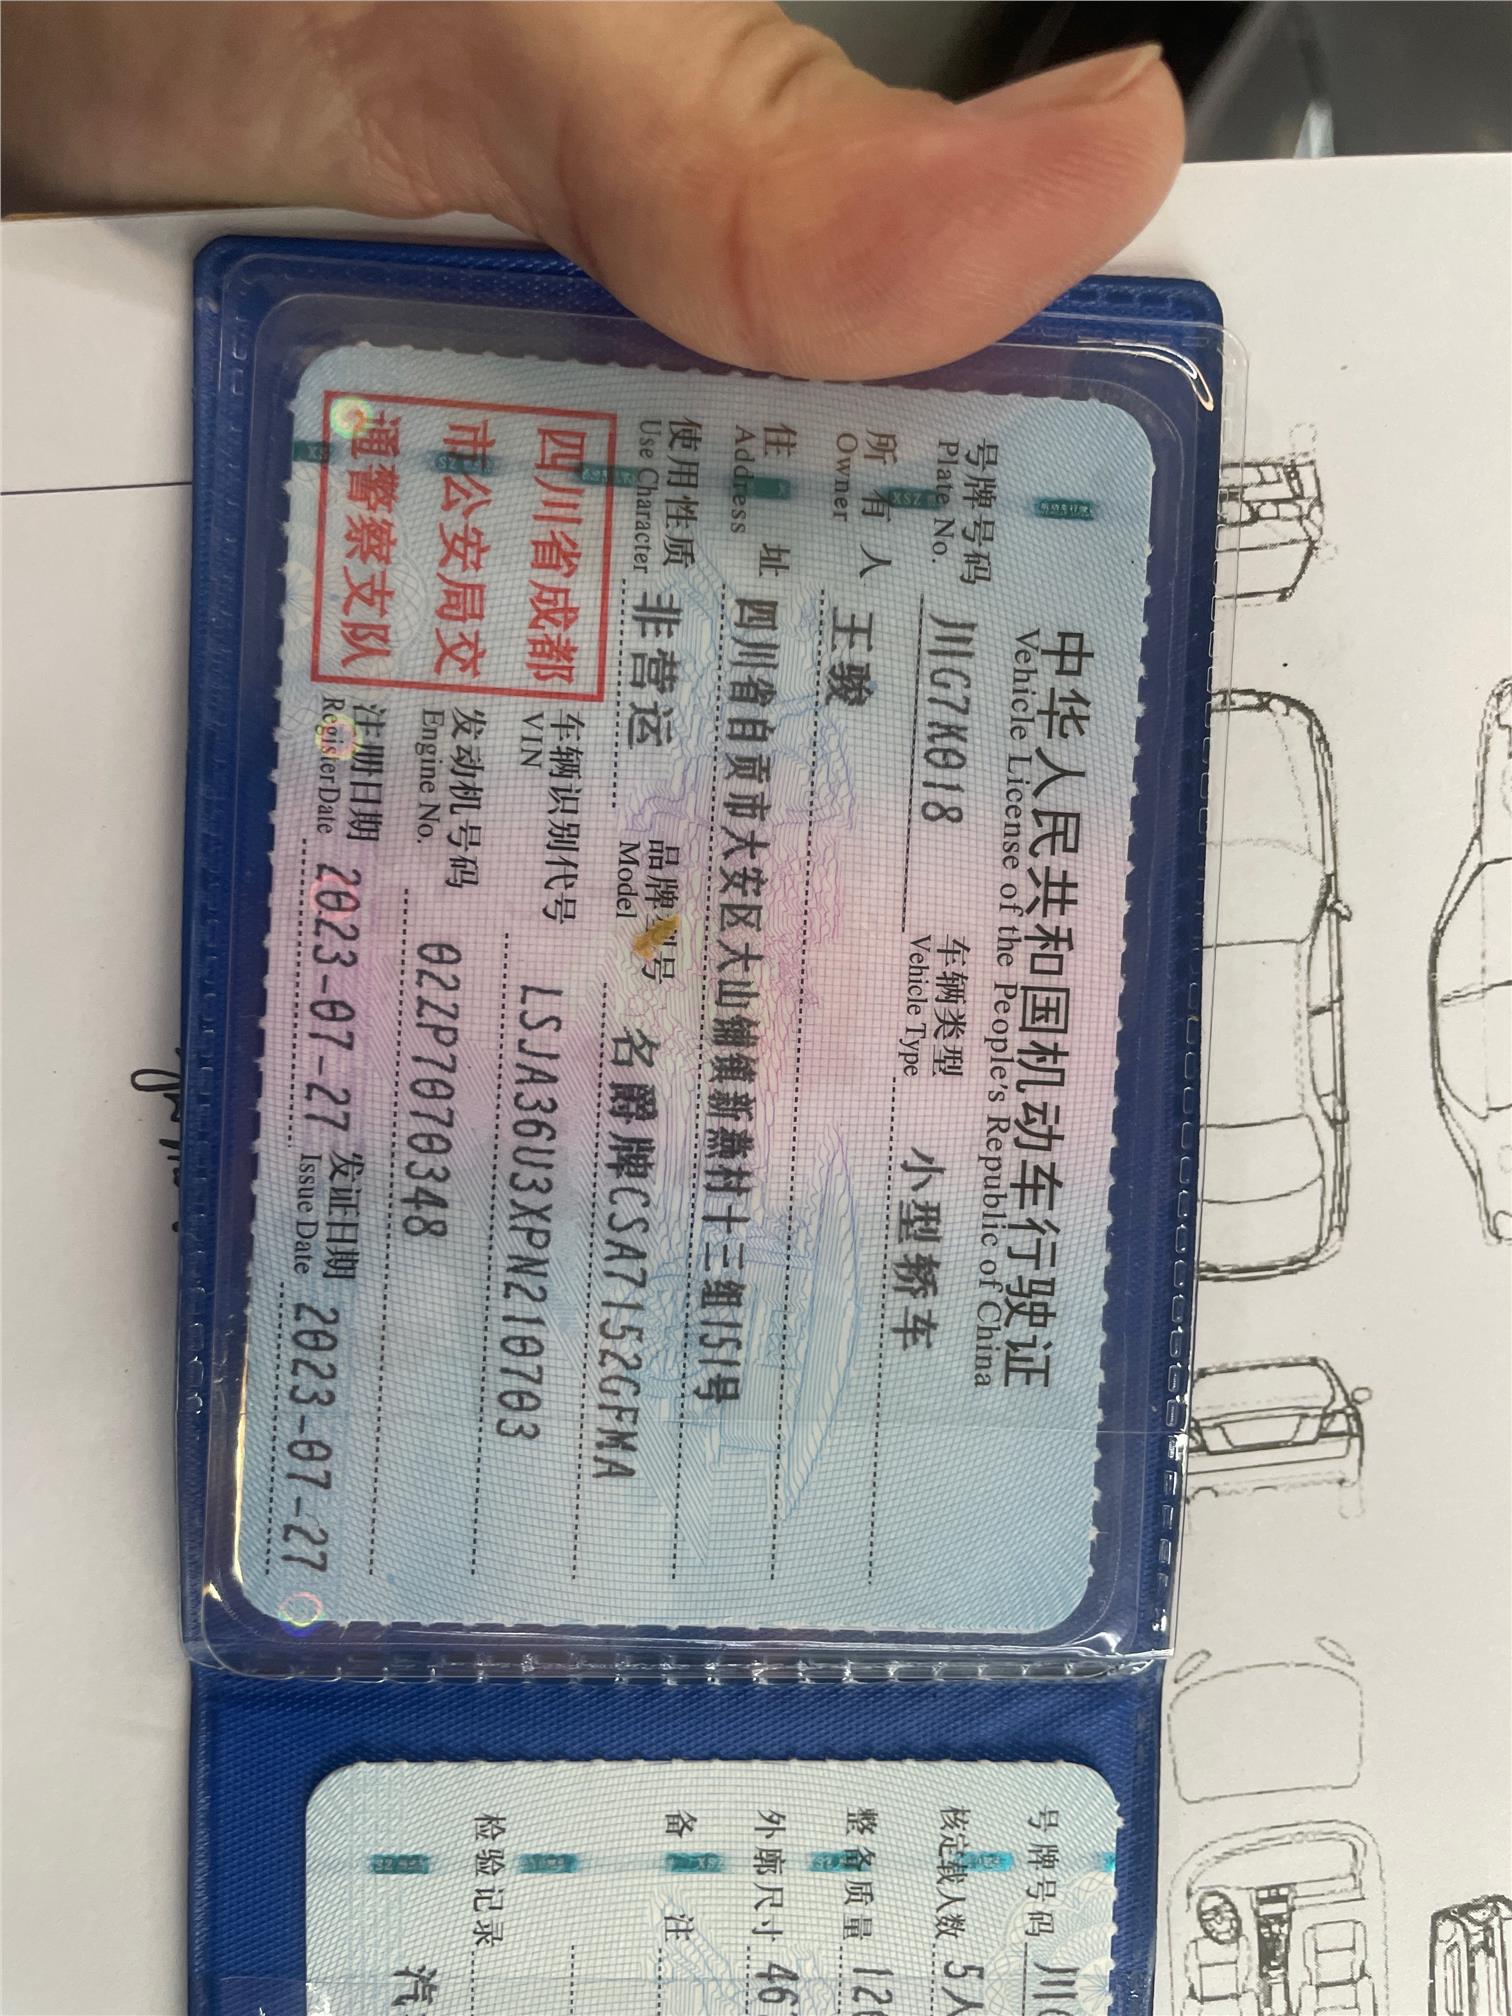 中华人民共和国机动车行驶证
Vehicle License of the People's Republic of China
号牌号码 川G7K018 车辆类型 小型轿车
Plate No. Vehicle Type
所有人 王骏
Owner
住址 四川省自贡市大安区大山铺镇新燕村十三组151号
Address
使用性质 非营运 品牌型号 名爵牌CSA7152GFMA
Use Character Model
四川省成都
市公安局交
通警察支队
车辆识别代号 LSJA36U3XPN210703
VIN
发动机号码 022P7070348
Engine No.
注册日期 2023-07-27 发证日期 2023-07-27
Register Date Issue Date
号牌号码 川G
核定载人数 5人
整备质量 126
外廓尺寸 46
备注
检验记录
汽